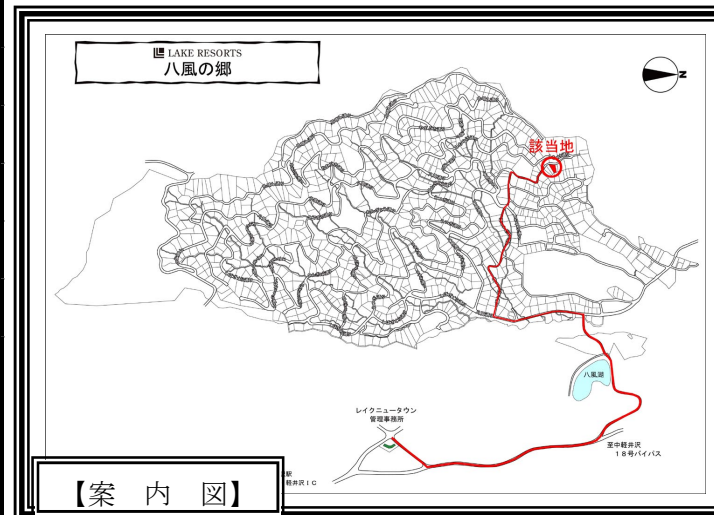 LAKE RESORTS
八風の郷
N
該当地
八風湖
レイクニュータウン
管理事務所
至中軽井沢
18号バイパス
駅
軽井沢IC
【案 内 図】